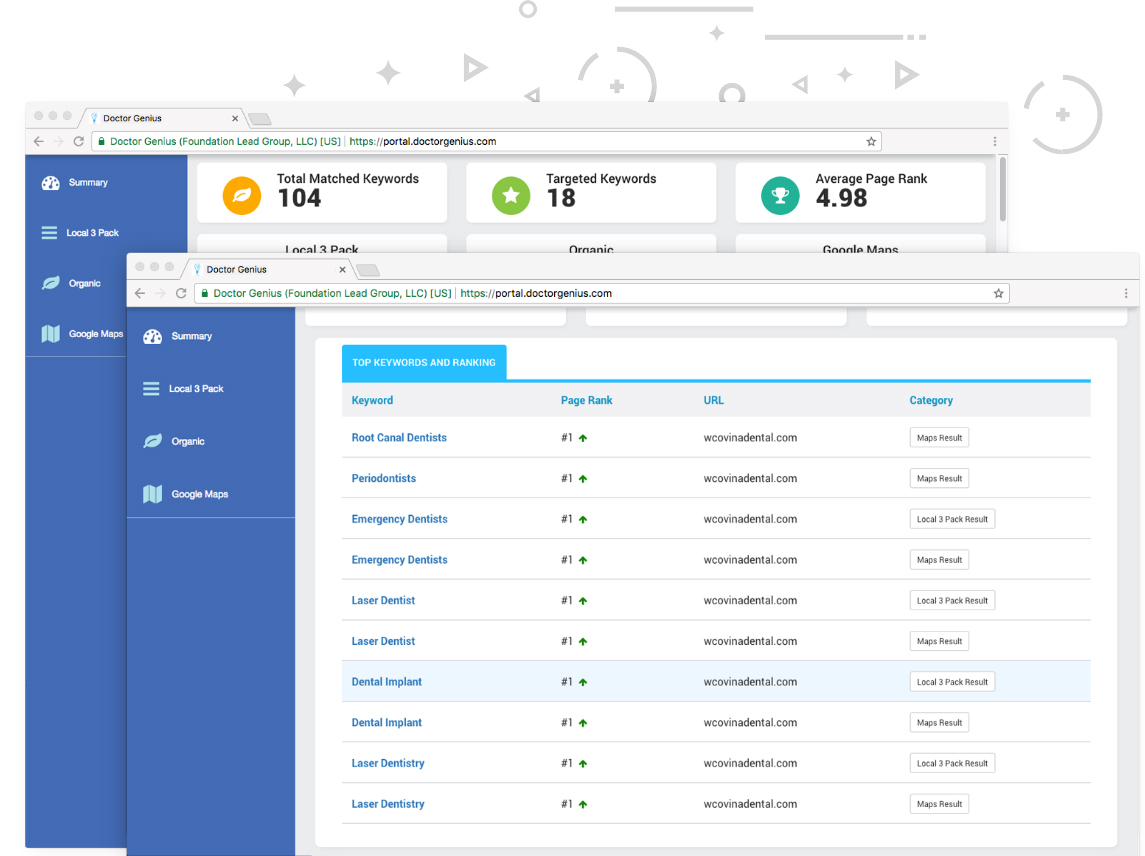 Doctor Genius
Doctor Genius (Foundation Lead Group, LLC) [US] https://portal.doctorgenius.com
Summary
Local 3 Pack
Organic
Google Maps
Total Matched Keywords
104
Targeted Keywords
18
Average Page Rank
4.98
Local 3 Pack
Organic
Google Maps
Doctor Genius
Doctor Genius (Foundation Lead Group, LLC) [US] https://portal.doctorgenius.com
Summary
Local 3 Pack
Organic
Google Maps
TOP KEYWORDS AND RANKING
Keyword Page Rank URL Category
Root Canal Dentists #1 wcovinadental.com Maps Result
Periodontists #1 wcovinadental.com Maps Result
Emergency Dentists #1 wcovinadental.com Local 3 Pack Result
Emergency Dentists #1 wcovinadental.com Maps Result
Laser Dentist #1 wcovinadental.com Local 3 Pack Result
Laser Dentist #1 wcovinadental.com Maps Result
Dental Implant #1 wcovinadental.com Local 3 Pack Result
Dental Implant #1 wcovinadental.com Maps Result
Laser Dentistry #1 wcovinadental.com Local 3 Pack Result
Laser Dentistry #1 wcovinadental.com Maps Result